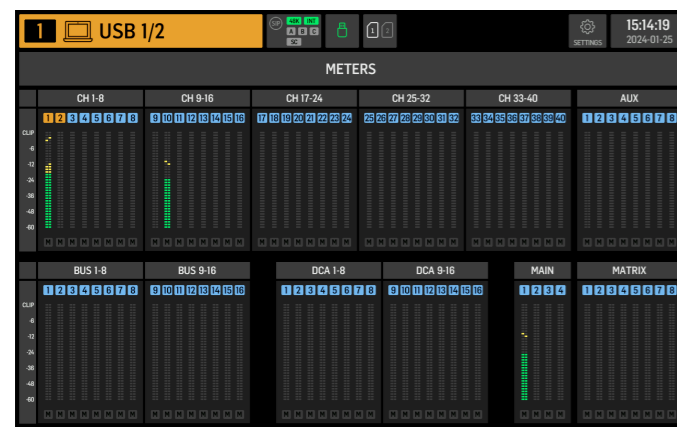 1 USB 1/2 SIP 48K INT A B C SC 1 2 SETTINGS 15:14:19
2024-01-25
METERS
CH 1-8 CH 9-16 CH 17-24 CH 25-32 CH 33-40 AUX
1 2 3 4 5 6 7 8 9 10 11 12 13 14 15 16 17 18 19 20 21 22 23 24 25 26 27 28 29 30 31 32 33 34 35 36 37 38 39 40 1 2 3 4 5 6 7 8
CLIP
-6
-12
-24
-36
-48
-60
M M M M M M M M M M M M M M M M M M M M M M M M M M M M M M M M M M M M M M M M M M M M M M M M
BUS 1-8 BUS 9-16 DCA 1-8 DCA 9-16 MAIN MATRIX
1 2 3 4 5 6 7 8 9 10 11 12 13 14 15 16 1 2 3 4 5 6 7 8 9 10 11 12 13 14 15 16 1 2 3 4 1 2 3 4 5 6 7 8
CLIP
-6
-12
-24
-36
-48
-60
M M M M M M M M M M M M M M M M M M M M M M M M M M M M M M M M M M M M M M M M M M M M